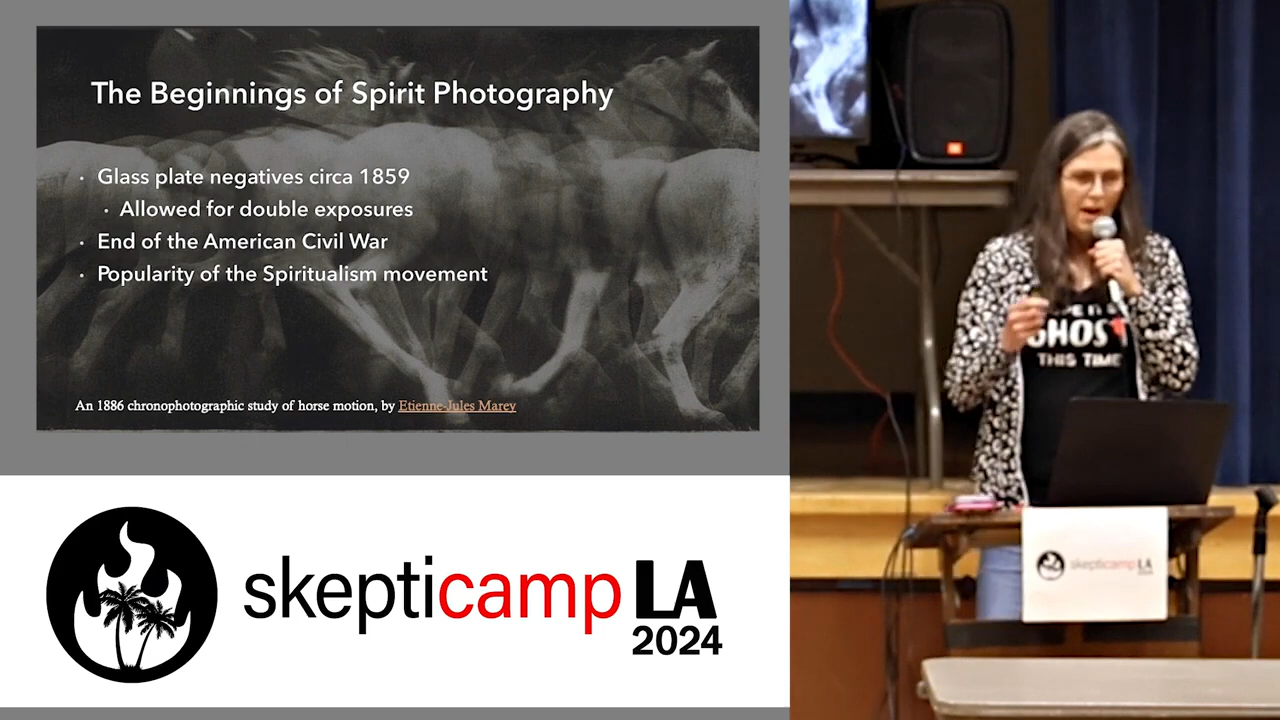 The Beginnings of Spirit Photography
• Glass plate negatives circa 1859
• Allowed for double exposures
• End of the American Civil War
• Popularity of the Spiritualism movement
An 1886 chronophotographic study of horse motion, by Etienne-Jules Marey
skepticamp LA
2024
GHOST
THIS TIME
JBL
skepticamp LA
2024